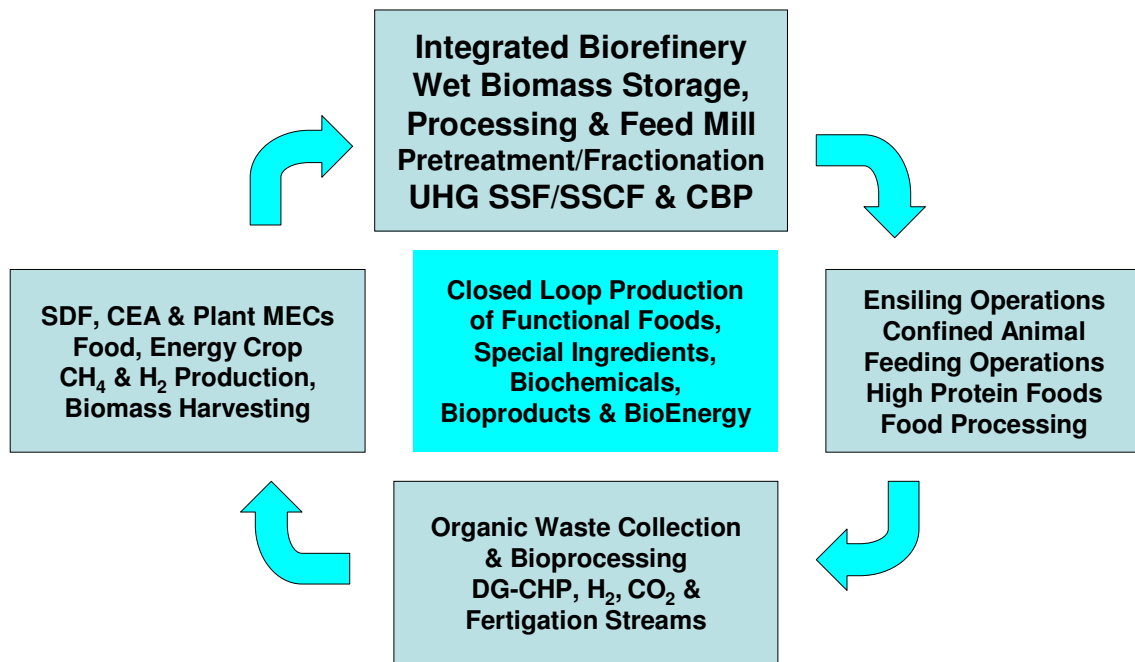 Integrated Biorefinery
Wet Biomass Storage,
Processing & Feed Mill
Pretreatment/Fractionation
UHG SSF/SSCF & CBP
SDF, CEA & Plant MECs
Food, Energy Crop
CH₄ & H₂ Production,
Biomass Harvesting
Closed Loop Production
of Functional Foods,
Special Ingredients,
Biochemicals,
Bioproducts & BioEnergy
Ensiling Operations
Confined Animal
Feeding Operations
High Protein Foods
Food Processing
Organic Waste Collection
& Bioprocessing
DG-CHP, H₂, CO₂ &
Fertigation Streams